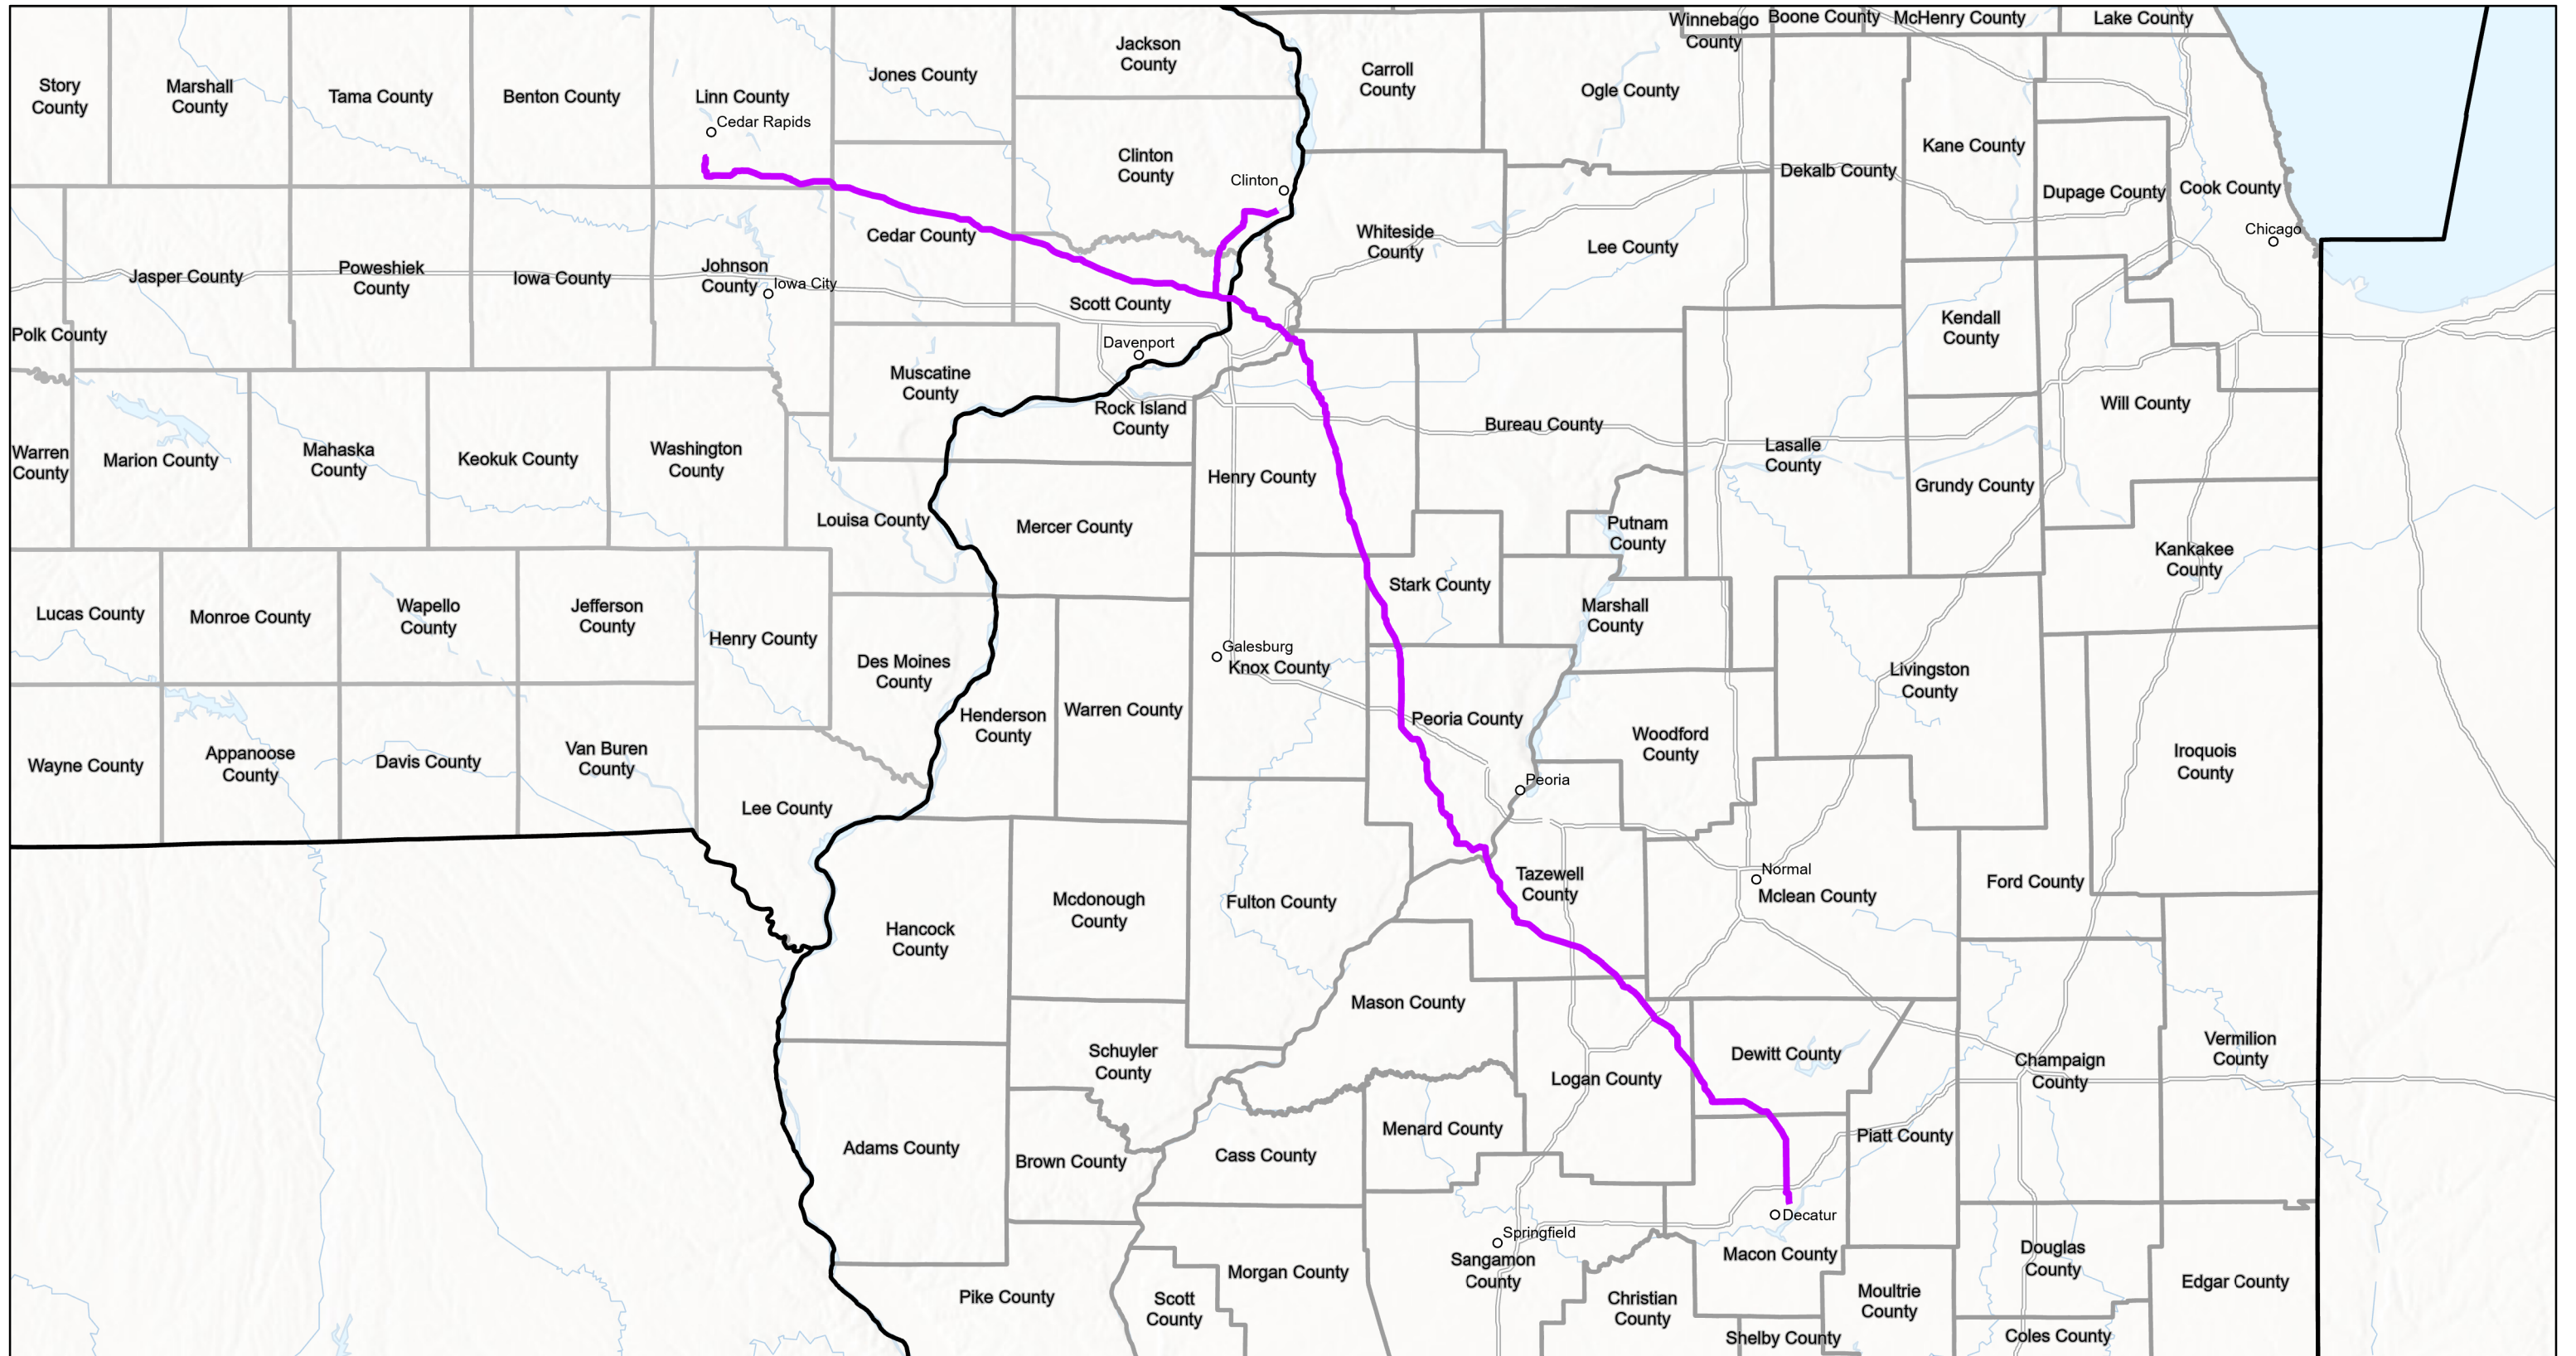 Winnebago
County
Boone County
McHenry County
Lake County
Story
County
Marshall
County
Tama County
Benton County
Linn County
Cedar Rapids
Jones County
Jackson
County
Carroll
County
Ogle County
Kane County
Dekalb County
Dupage County
Cook County
Chicago
Clinton
County
Clinton
Whiteside
County
Lee County
Cedar County
Jasper County
Poweshiek
County
Iowa County
Johnson
County
Iowa City
Scott County
Polk County
Davenport
Kendall
County
Muscatine
County
Rock Island
County
Bureau County
Will County
Warren
County
Marion County
Mahaska
County
Keokuk County
Washington
County
Henry County
Lasalle
County
Grundy County
Louisa County
Mercer County
Putnam
County
Kankakee
County
Lucas County
Monroe County
Wapello
County
Jefferson
County
Henry County
Stark County
Marshall
County
Des Moines
County
Galesburg
Knox County
Livingston
County
Henderson
County
Warren County
Peoria County
Woodford
County
Iroquois
County
Wayne County
Appanoose
County
Davis County
Van Buren
County
Lee County
Peoria
Tazewell
County
Normal
Mclean County
Ford County
Hancock
County
Mcdonough
County
Fulton County
Mason County
Schuyler
County
Logan County
Dewitt County
Champaign
County
Vermilion
County
Adams County
Brown County
Cass County
Menard County
Piatt County
Decatur
Springfield
Sangamon
County
Macon County
Douglas
County
Edgar County
Pike County
Scott
County
Morgan County
Christian
County
Moultrie
County
Shelby County
Coles County